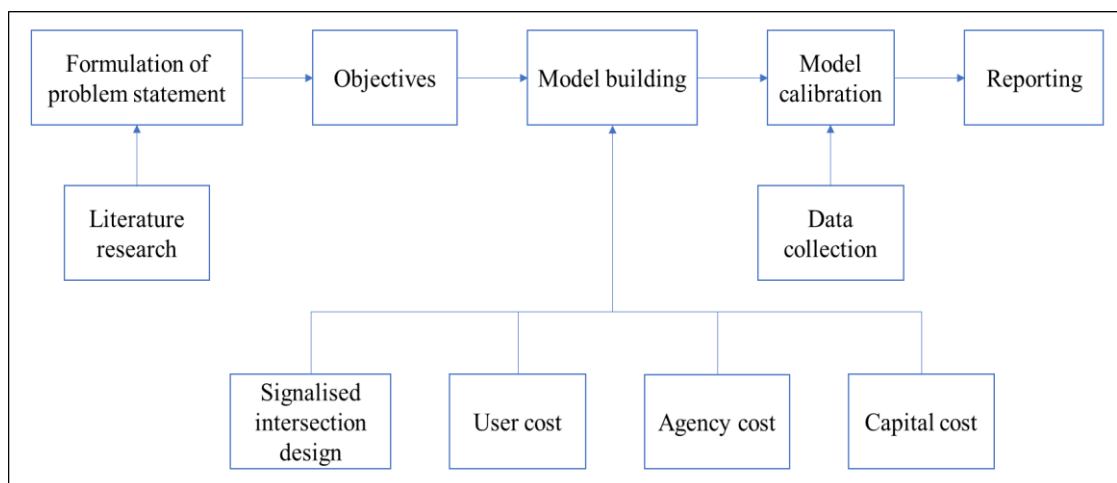 Formulation of
problem statement
Objectives
Model building
Model
calibration
Reporting
Literature
research
Data
collection
Signalised
intersection
design
User cost
Agency cost
Capital cost